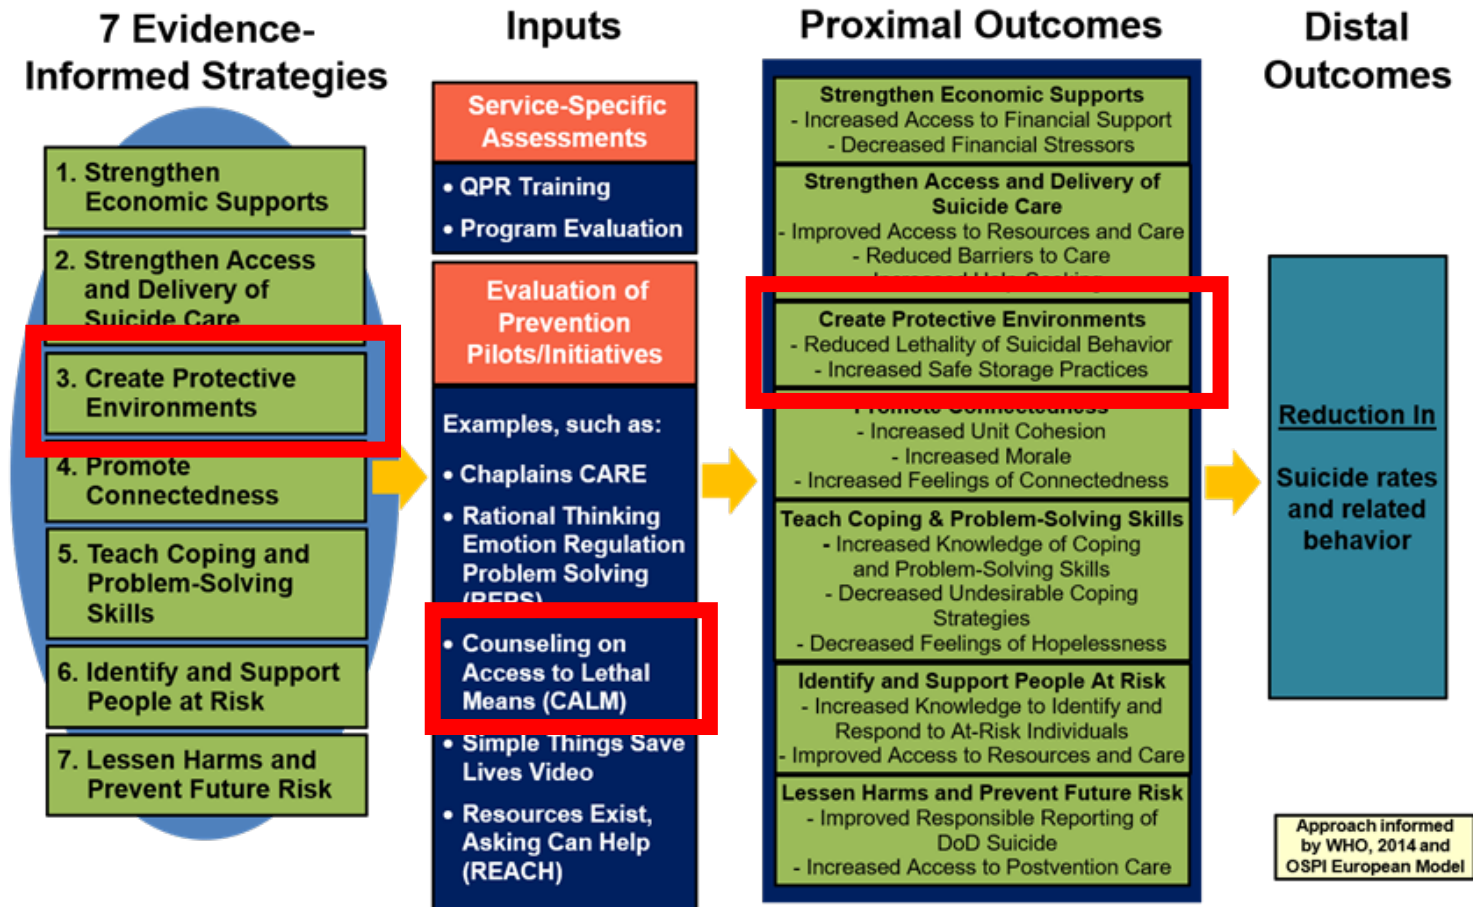 7 Evidence-
Informed Strategies
1. Strengthen
Economic Supports
2. Strengthen Access
and Delivery of
Suicide Care
3. Create Protective
Environments
4. Promote
Connectedness
5. Teach Coping and
Problem-Solving
Skills
6. Identify and Support
People at Risk
7. Lessen Harms and
Prevent Future Risk
Inputs
Service-Specific
Assessments
• QPR Training
• Program Evaluation
Evaluation of
Prevention
Pilots/Initiatives
Examples, such as:
• Chaplains CARE
• Rational Thinking
Emotion Regulation
Problem Solving
(REPS)
• Counseling on
Access to Lethal
Means (CALM)
• Simple Things Save
Lives Video
• Resources Exist,
Asking Can Help
(REACH)
Proximal Outcomes
Strengthen Economic Supports
- Increased Access to Financial Support
- Decreased Financial Stressors
Strengthen Access and Delivery of
Suicide Care
- Improved Access to Resources and Care
- Reduced Barriers to Care
Create Protective Environments
- Reduced Lethality of Suicidal Behavior
- Increased Safe Storage Practices
Promote Connectedness
- Increased Unit Cohesion
- Increased Morale
- Increased Feelings of Connectedness
Teach Coping & Problem-Solving Skills
- Increased Knowledge of Coping
and Problem-Solving Skills
- Decreased Undesirable Coping
Strategies
- Decreased Feelings of Hopelessness
Identify and Support People At Risk
- Increased Knowledge to Identify and
Respond to At-Risk Individuals
- Improved Access to Resources and Care
Lessen Harms and Prevent Future Risk
- Improved Responsible Reporting of
DoD Suicide
- Increased Access to Postvention Care
Distal
Outcomes
Reduction In
Suicide rates
and related
behavior
Approach informed
by WHO, 2014 and
OSPI European Model